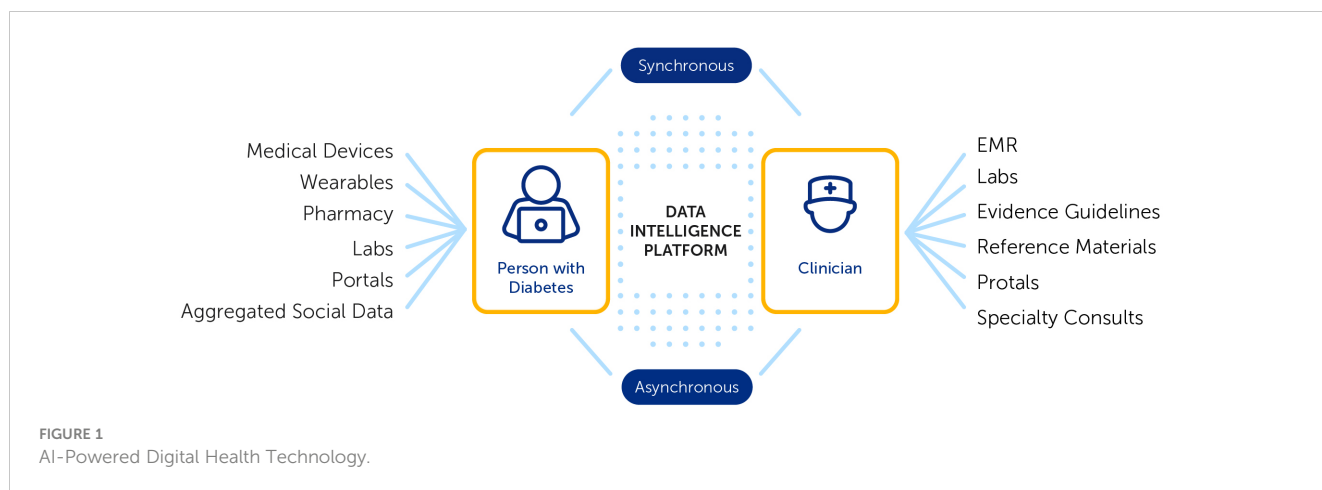 Synchronous
Medical Devices
Wearables
Pharmacy
Labs
Portals
Aggregated Social Data
Person with
Diabetes
DATA
INTELLIGENCE
PLATFORM
Clinician
EMR
Labs
Evidence Guidelines
Reference Materials
Protals
Specialty Consults
Asynchronous
FIGURE 1
AI-Powered Digital Health Technology.